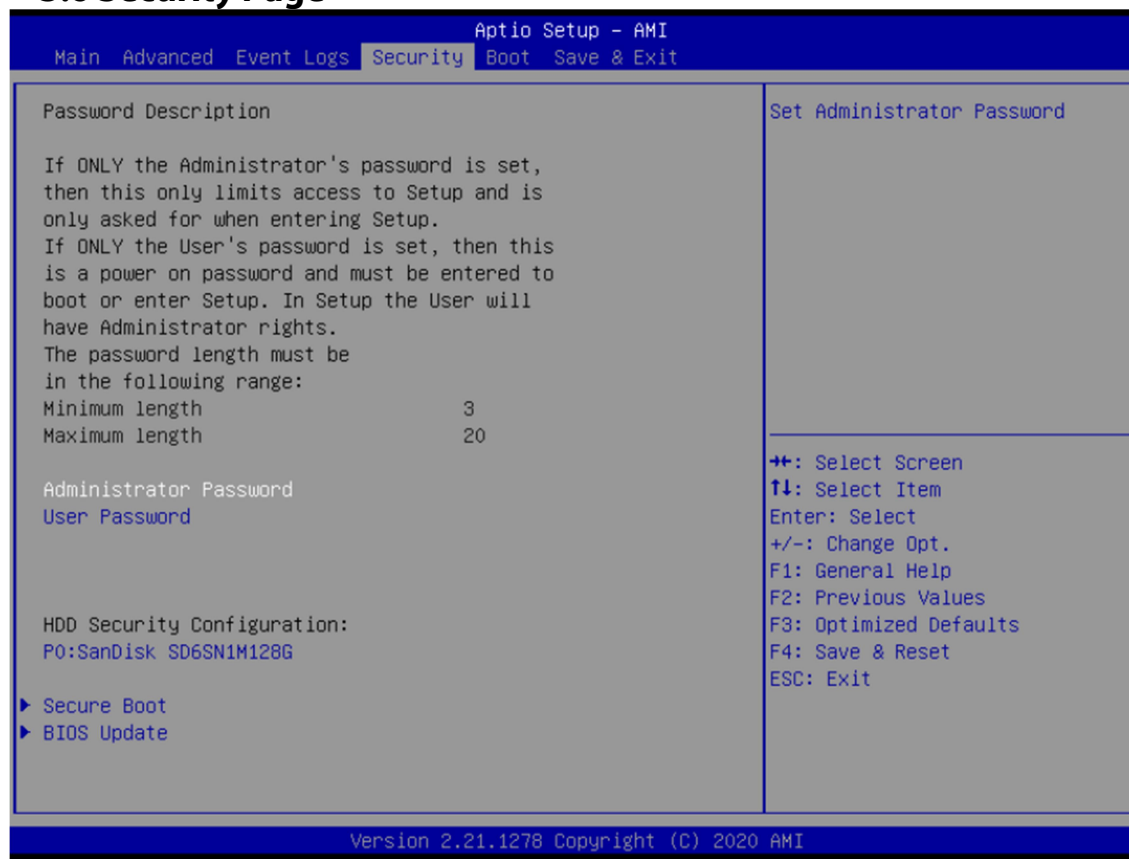 Security Page
Aptio Setup – AMI
Main Advanced Event Logs Security Boot Save & Exit
Password Description
If ONLY the Administrator's password is set,
then this only limits access to Setup and is
only asked for when entering Setup.
If ONLY the User's password is set, then this
is a power on password and must be entered to
boot or enter Setup. In Setup the User will
have Administrator rights.
The password length must be
in the following range:
Minimum length 3
Maximum length 20
Administrator Password
User Password
HDD Security Configuration:
P0:SanDisk SD6SN1M128G
Secure Boot
BIOS Update
Set Administrator Password
→←: Select Screen
↑↓: Select Item
Enter: Select
+/-: Change Opt.
F1: General Help
F2: Previous Values
F3: Optimized Defaults
F4: Save & Reset
ESC: Exit
Version 2.21.1278 Copyright (C) 2020 AMI